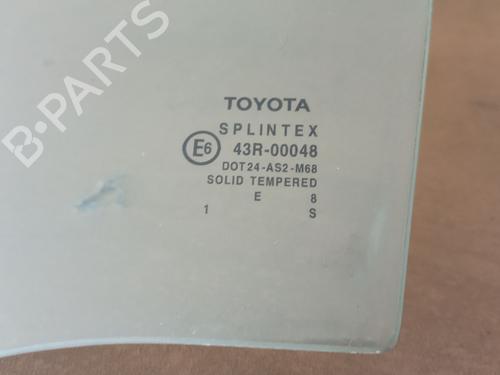 B-PARTS
TOYOTA
SPLINTEX
E6 43R-00048
DOT24-AS2-M68
SOLID TEMPERED
E 8
1 S